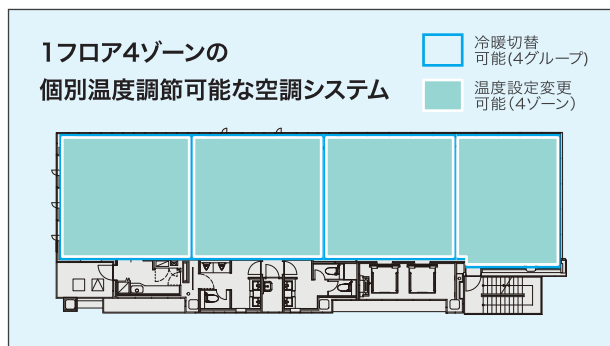 1フロア4ゾーンの
個別温度調節可能な空調システム
冷暖切替
可能(4グループ)
温度設定変更
可能(4ゾーン)